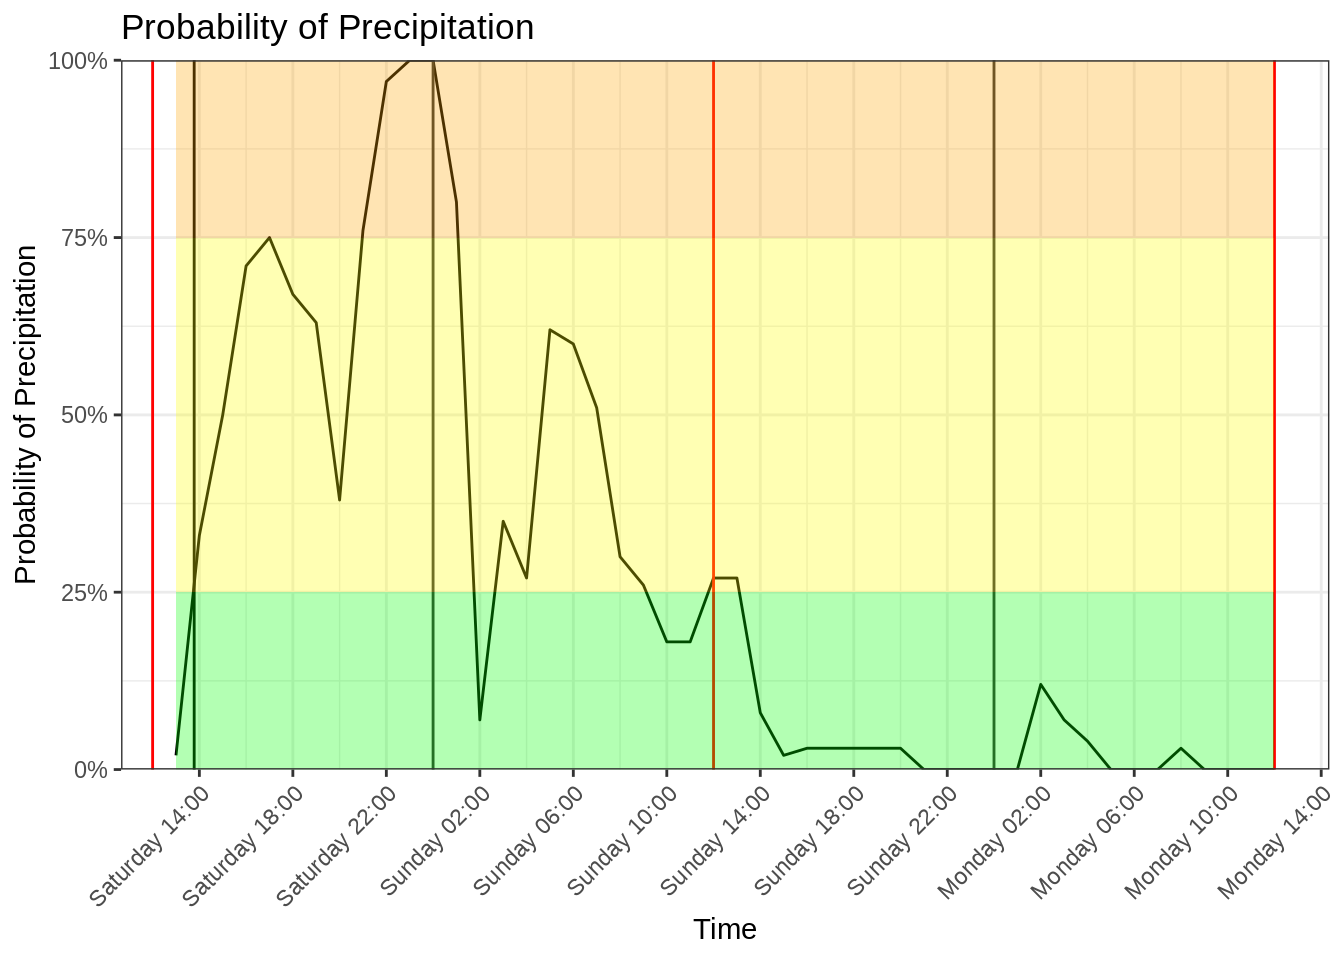 Probability of Precipitation
Probability of Precipitation
100%
75%
50%
25%
0%
Saturday 14:00
Saturday 18:00
Saturday 22:00
Sunday 02:00
Sunday 06:00
Sunday 10:00
Sunday 14:00
Sunday 18:00
Sunday 22:00
Monday 02:00
Monday 06:00
Monday 10:00
Monday 14:00
Time